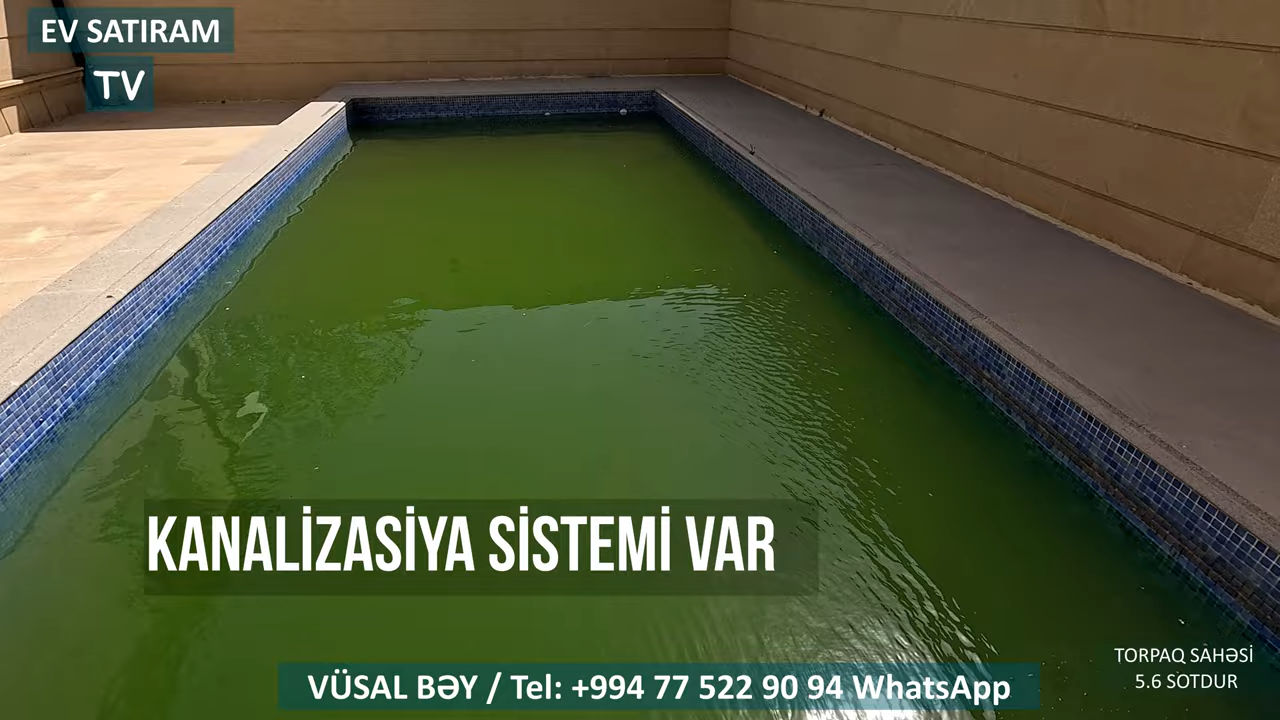 EV SATIRAM
TV
KANALİZASİYA SİSTEMİ VAR
VÜSAL BƏY / Tel: +994 77 522 90 94 WhatsApp
TORPAQ SAHƏSİ
5.6 SOTDUR